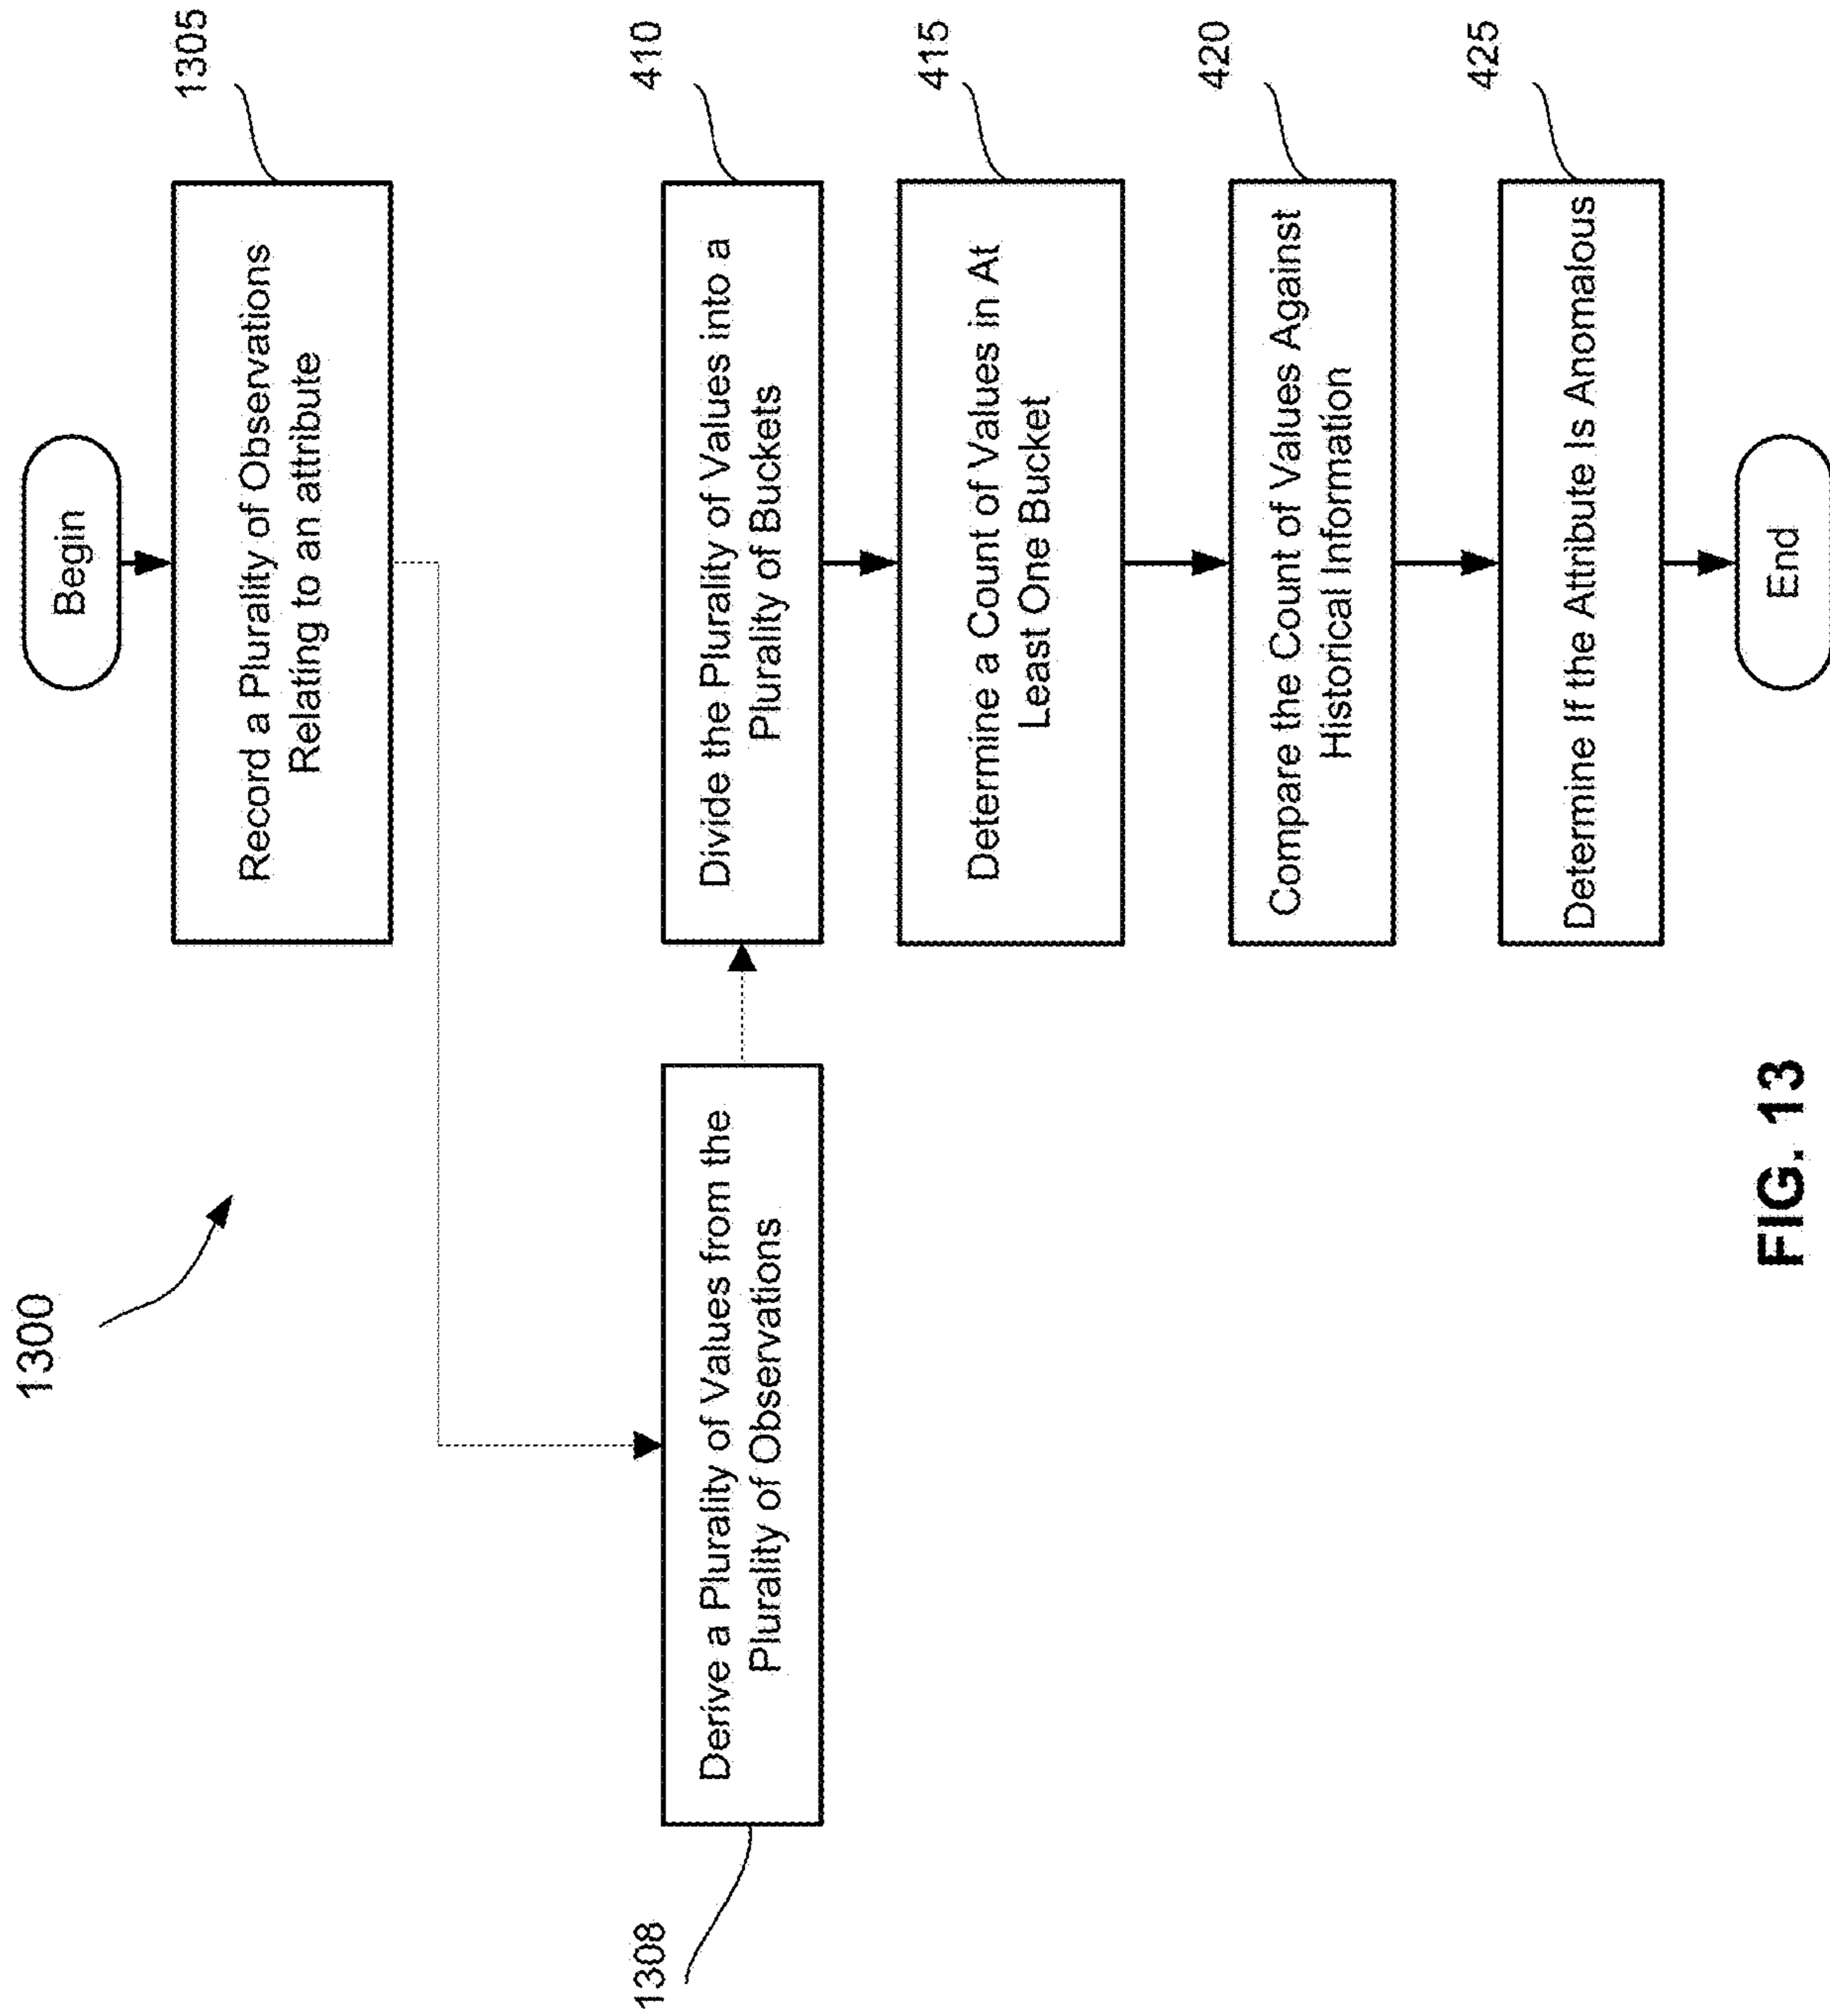 1300
Begin
Record a Plurality of Observations
Relating to an attribute
1305
Derive a Plurality of Values from the
Plurality of Observations
1308
Divide the Plurality of Values into a
Plurality of Buckets
410
Determine a Count of Values in At
Least One Bucket
415
Compare the Count of Values Against
Historical Information
420
Determine If the Attribute Is Anomalous
425
End
FIG. 13